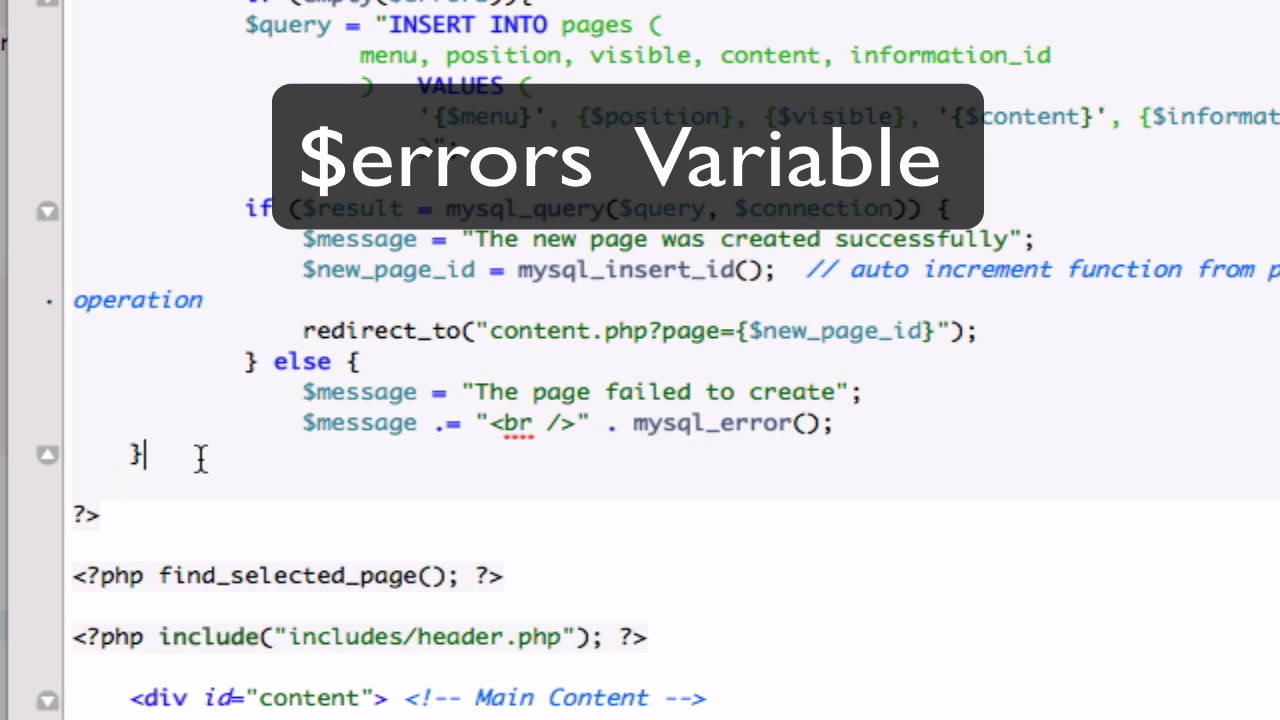 if (empty($errors)){
$query = "INSERT INTO pages (
menu, position, visible, content, information_id
) VALUES (
'{$menu}', {$position}, {$visible}, '{$content}', {$informat
)";
$errors Variable
if ($result = mysql_query($query, $connection)) {
$message = "The new page was created successfully";
$new_page_id = mysql_insert_id(); // auto increment function from p
operation
redirect_to("content.php?page={$new_page_id}");
} else {
$message = "The page failed to create";
$message .= "<br />" . mysql_error();
}
?>
<?php find_selected_page(); ?>
<?php include("includes/header.php"); ?>
<div id="content"> <!-- Main Content -->